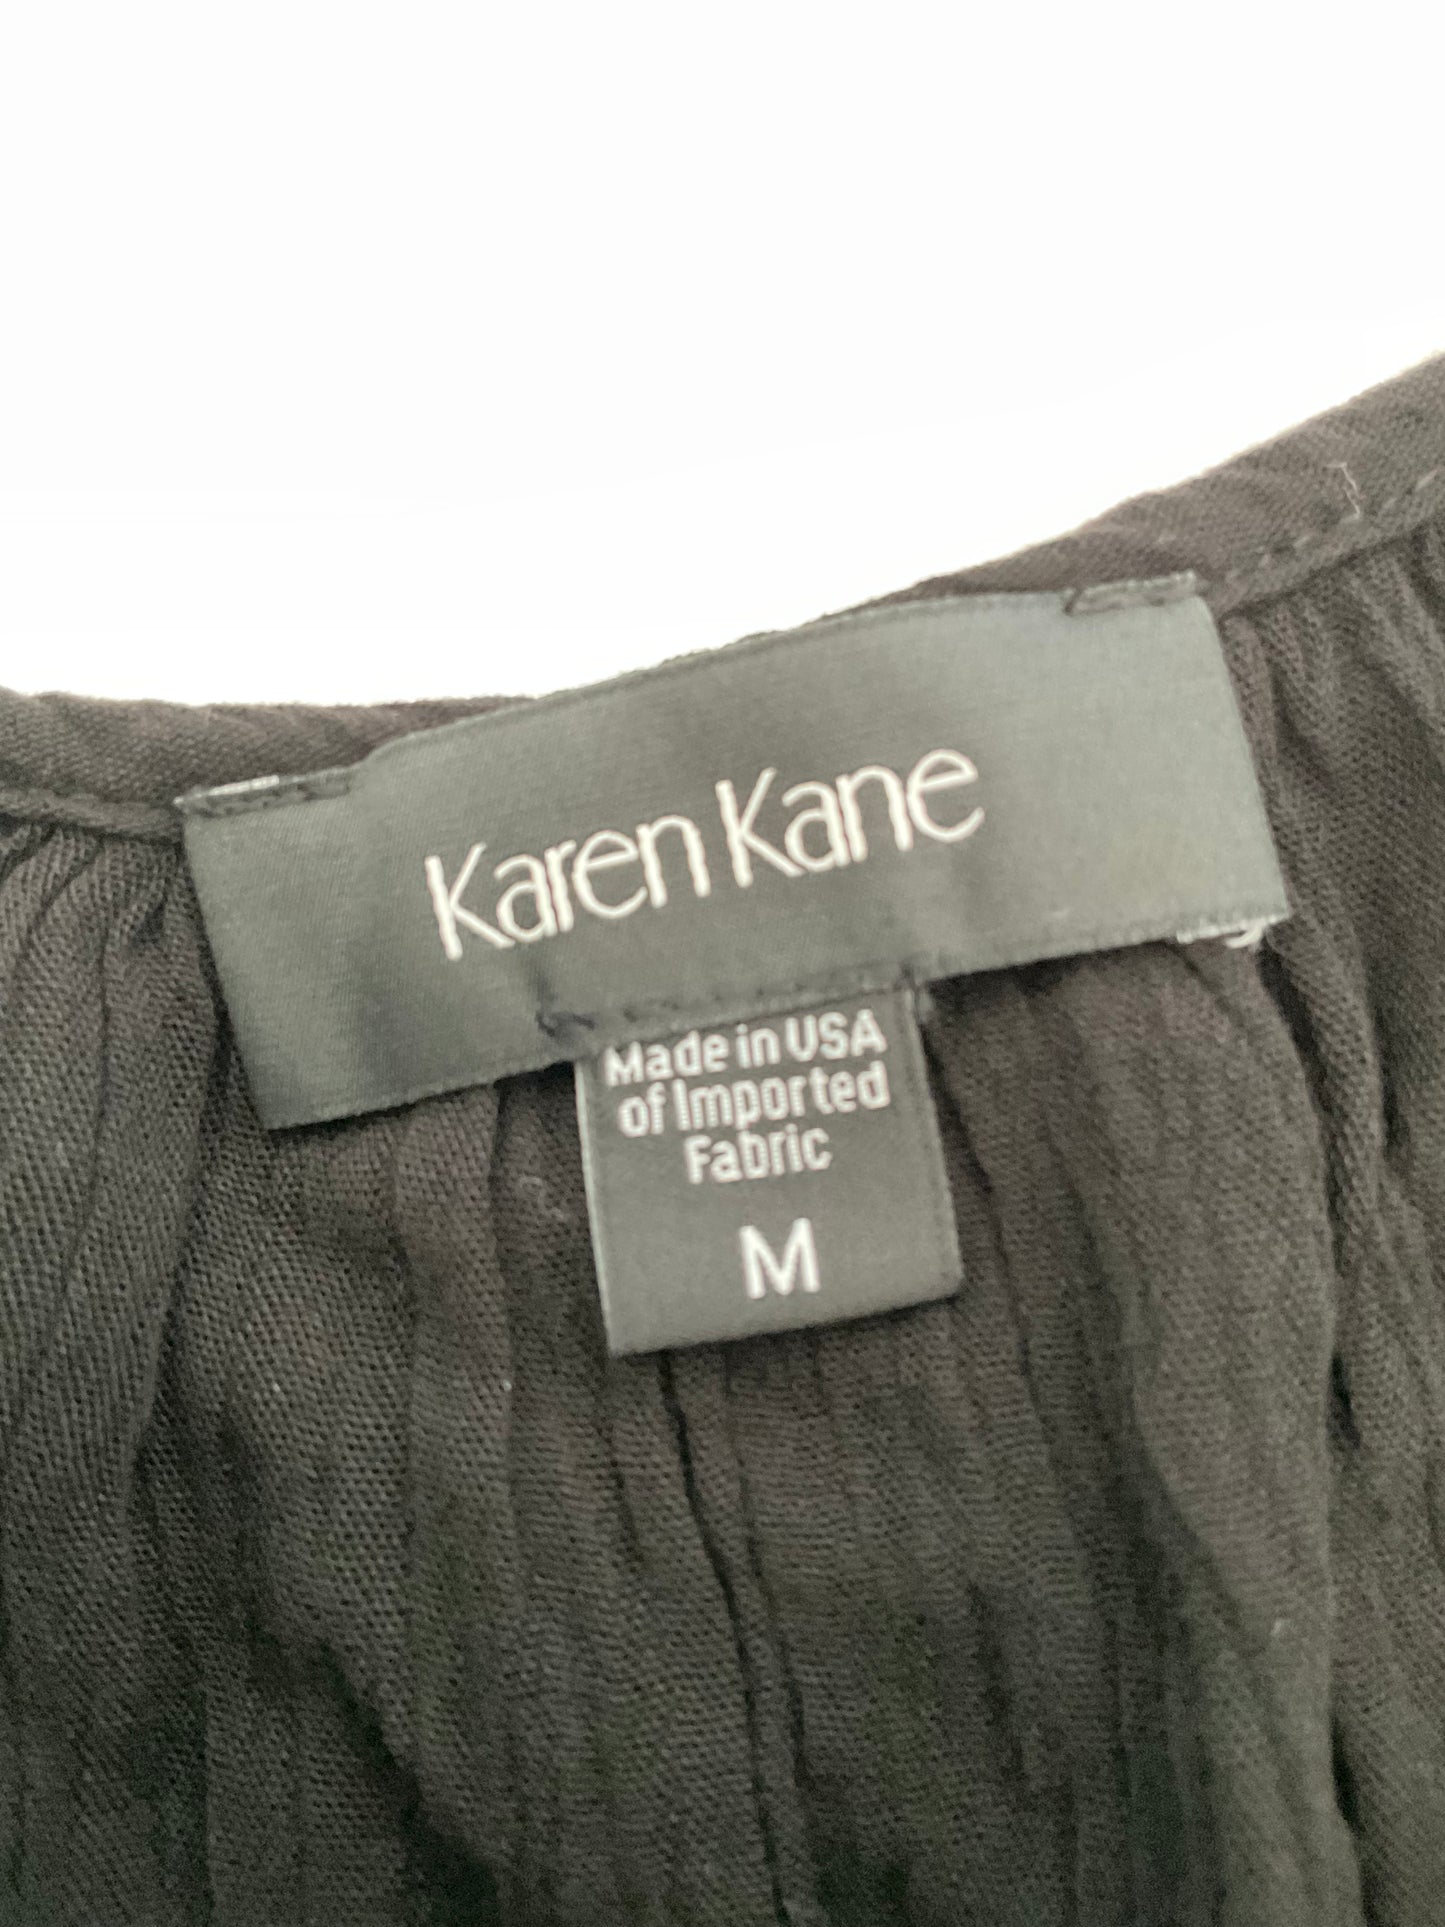 Karen Kane
Made in USA
of Imported
Fabric
M